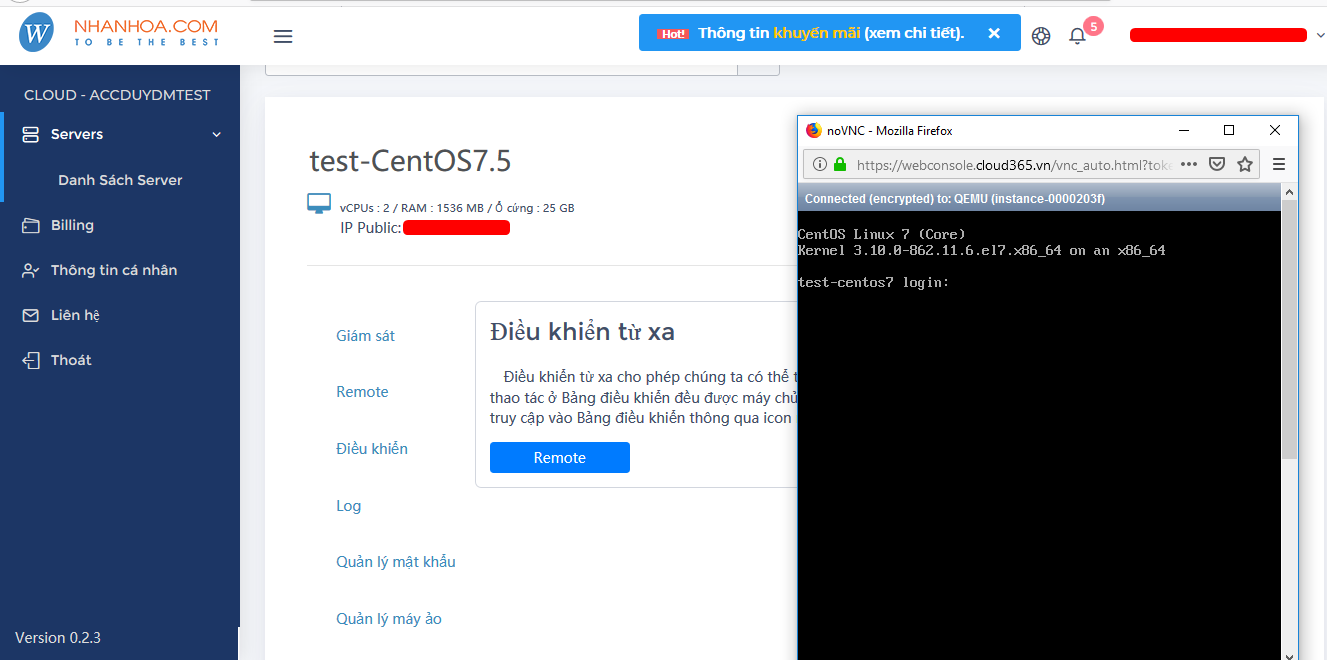 W
NHANHOA.COM
TO BE THE BEST
Hot! Thông tin khuyến mãi (xem chi tiết). ×
5
CLOUD - ACCDUYDMTEST
Servers
Danh Sách Server
Billing
Thông tin cá nhân
Liên hệ
Thoát
Version 0.2.3
test-CentOS7.5
vCPUs : 2 / RAM : 1536 MB / Ổ cứng : 25 GB
IP Public:
Giám sát
Remote
Điều khiển
Log
Quản lý mật khẩu
Quản lý máy ảo
Điều khiển từ xa
Điều khiển từ xa cho phép chúng ta có thể t
thao tác ở Bảng điều khiển đều được máy chủ
truy cập vào Bảng điều khiển thông qua icon
Remote
noVNC - Mozilla Firefox
https://webconsole.cloud365.vn/vnc_auto.html?toke
Connected (encrypted) to: QEMU (instance-0000203f)
CentOS Linux 7 (Core)
Kernel 3.10.0-862.11.6.el7.x86_64 on an x86_64
test-centos7 login: